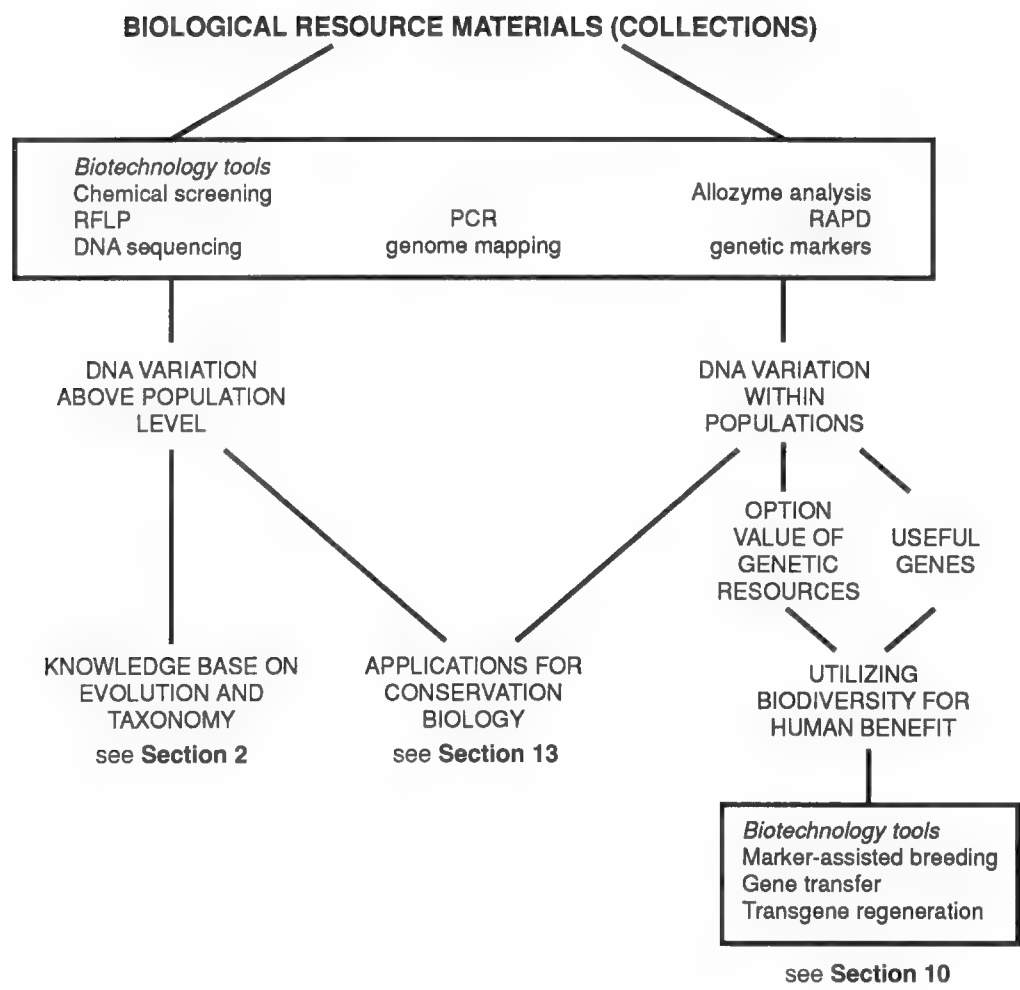 BIOLOGICAL RESOURCE MATERIALS (COLLECTIONS)
Biotechnology tools
Chemical screening
RFLP
DNA sequencing
PCR
genome mapping
Allozyme analysis
RAPD
genetic markers
DNA VARIATION
ABOVE POPULATION
LEVEL
DNA VARIATION
WITHIN
POPULATIONS
OPTION
VALUE OF
GENETIC
RESOURCES
USEFUL
GENES
KNOWLEDGE BASE ON
EVOLUTION AND
TAXONOMY
see Section 2
APPLICATIONS FOR
CONSERVATION
BIOLOGY
see Section 13
UTILIZING
BIODIVERSITY FOR
HUMAN BENEFIT
Biotechnology tools
Marker-assisted breeding
Gene transfer
Transgene regeneration
see Section 10